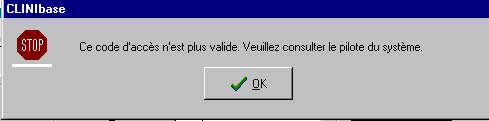 CLINIbase
STOP
Ce code d'accès n'est plus valide. Veuillez consulter le pilote du système.
OK